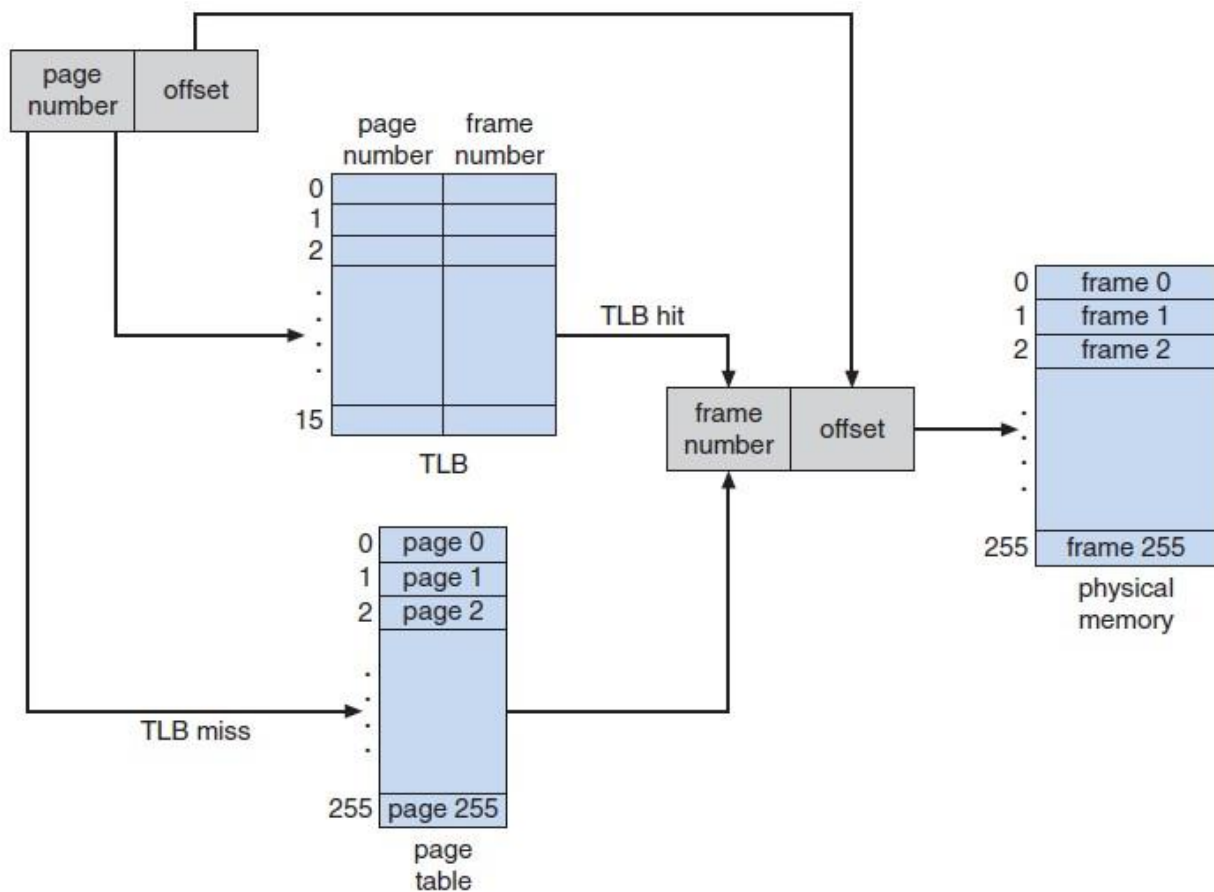 page
number
offset
page
number
frame
number
0
1
2
.
.
.
.
15
TLB
TLB hit
frame
number
offset
0 frame 0
1 frame 1
2 frame 2
.
.
.
.
255 frame 255
physical
memory
0 page 0
1 page 1
2 page 2
.
.
.
.
255 page 255
page
table
TLB miss